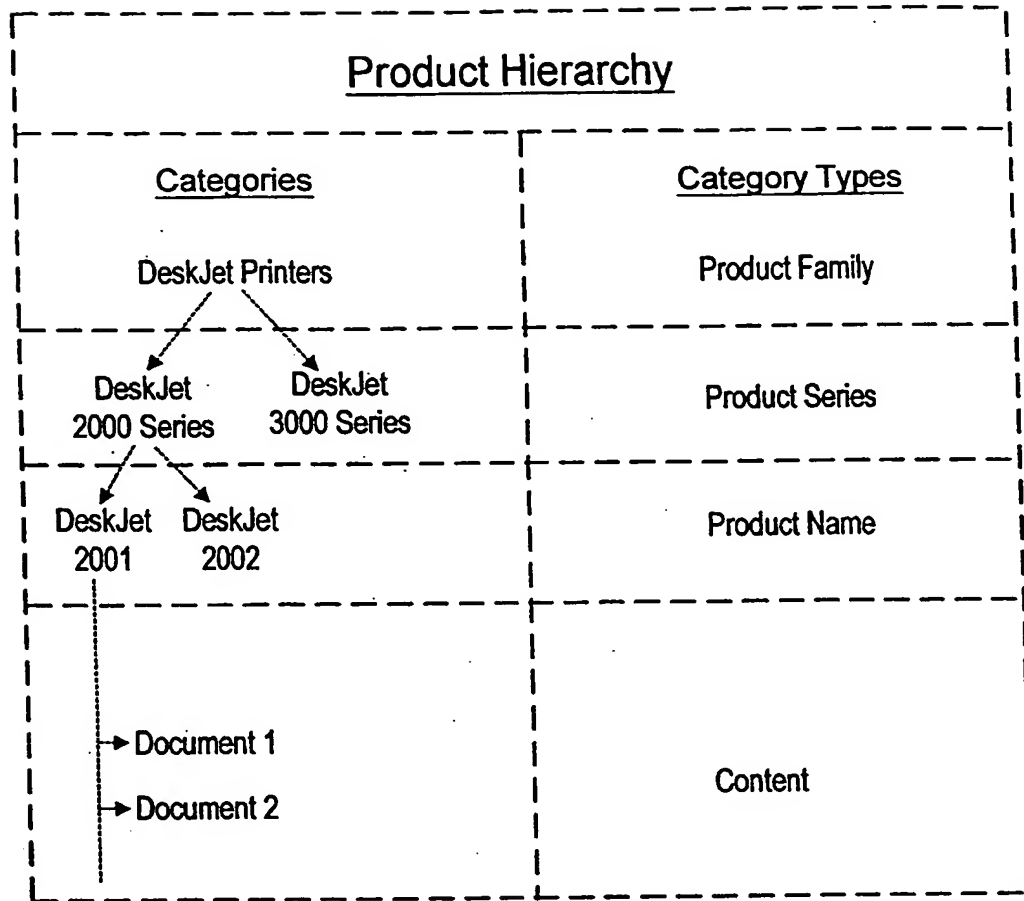 Product Hierarchy
Categories
Category Types
DeskJet Printers
Product Family
DeskJet
2000 Series
DeskJet
3000 Series
Product Series
DeskJet
2001
DeskJet
2002
Product Name
Document 1
Document 2
Content